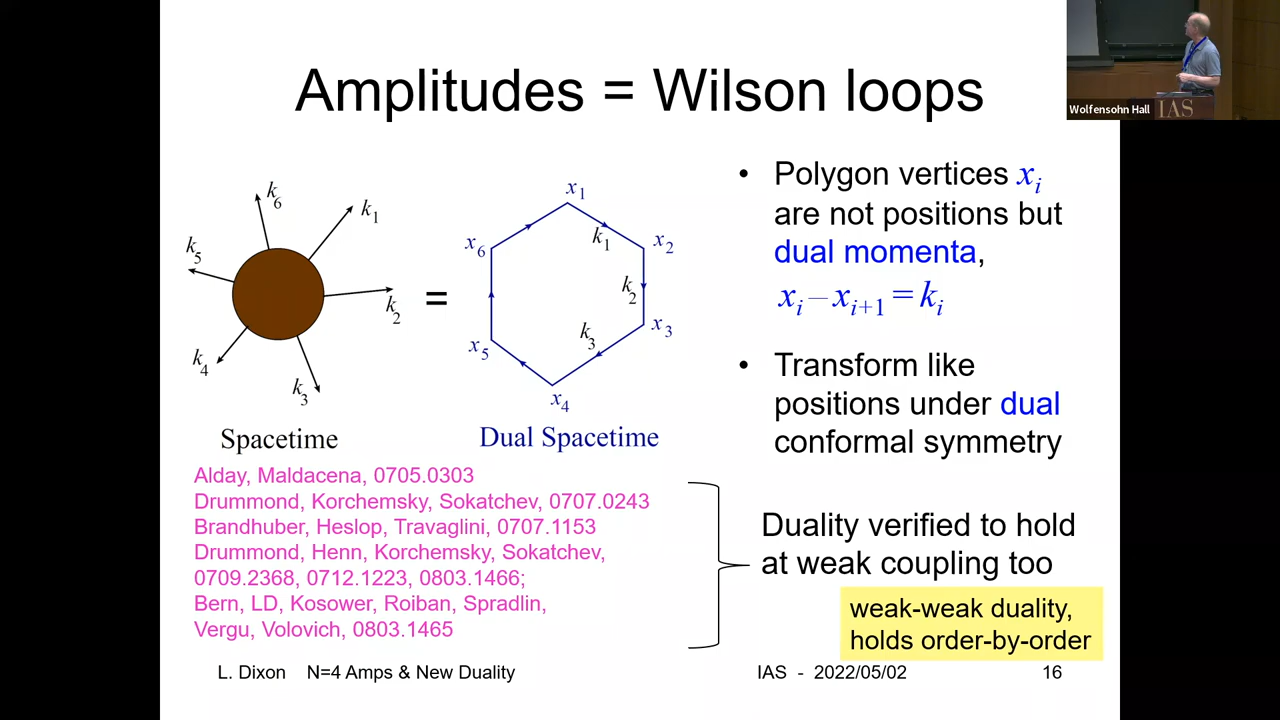 Amplitudes = Wilson loops
Wolfensohn Hall
IAS
k6
k1
k5
k2
k4
k3
Spacetime
=
x1
x6
k1
x2
k2
x3
k3
x5
x4
Dual Spacetime
• Polygon vertices xi
are not positions but
dual momenta,
xi – xi+1 = ki
• Transform like
positions under dual
conformal symmetry
Alday, Maldacena, 0705.0303
Drummond, Korchemsky, Sokatchev, 0707.0243
Brandhuber, Heslop, Travaglini, 0707.1153
Drummond, Henn, Korchemsky, Sokatchev,
0709.2368, 0712.1223, 0803.1466;
Bern, LD, Kosower, Roiban, Spradlin,
Vergu, Volovich, 0803.1465
Duality verified to hold
at weak coupling too
weak-weak duality,
holds order-by-order
L. Dixon N=4 Amps & New Duality
IAS - 2022/05/02
16